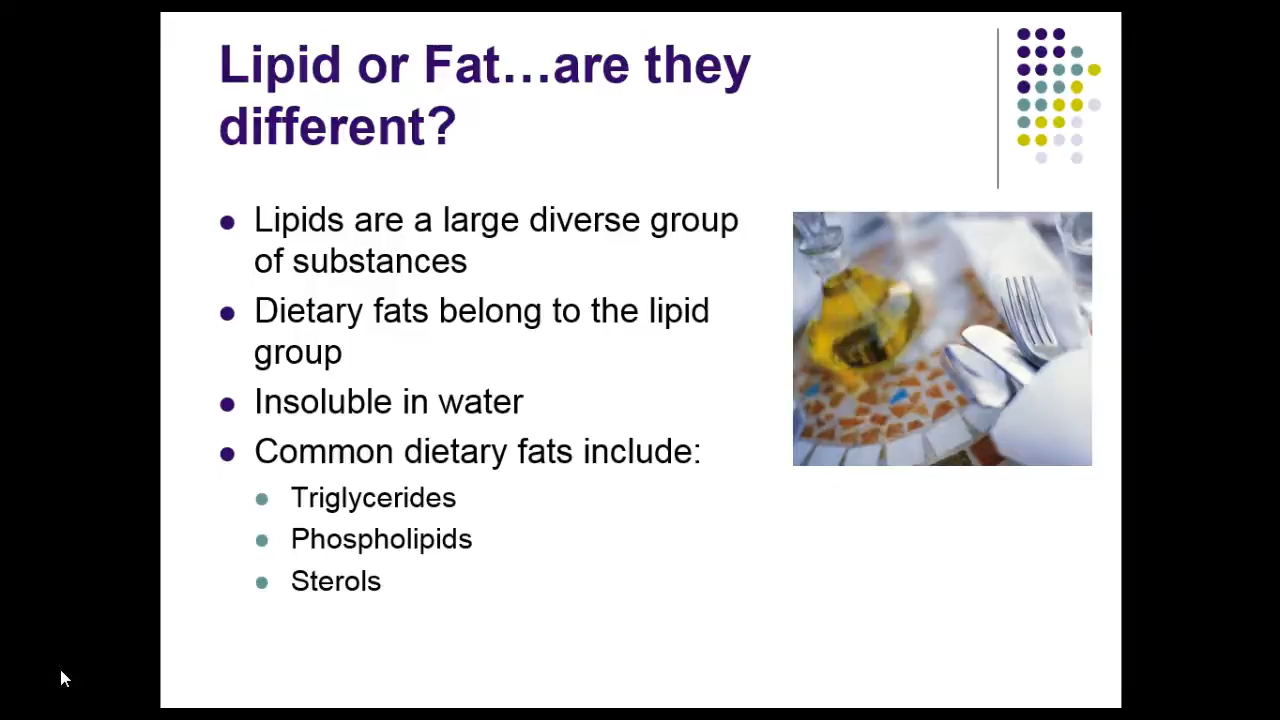 Lipid or Fat…are they
different?
Lipids are a large diverse group
of substances
Dietary fats belong to the lipid
group
Insoluble in water
Common dietary fats include:
Triglycerides
Phospholipids
Sterols